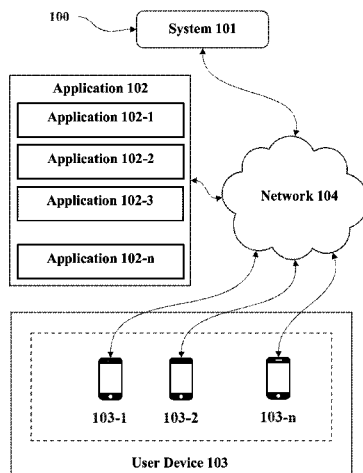 100
System 101
Application 102
Application 102-1
Application 102-2
Application 102-3
Application 102-n
Network 104
103-1 103-2 103-n
User Device 103